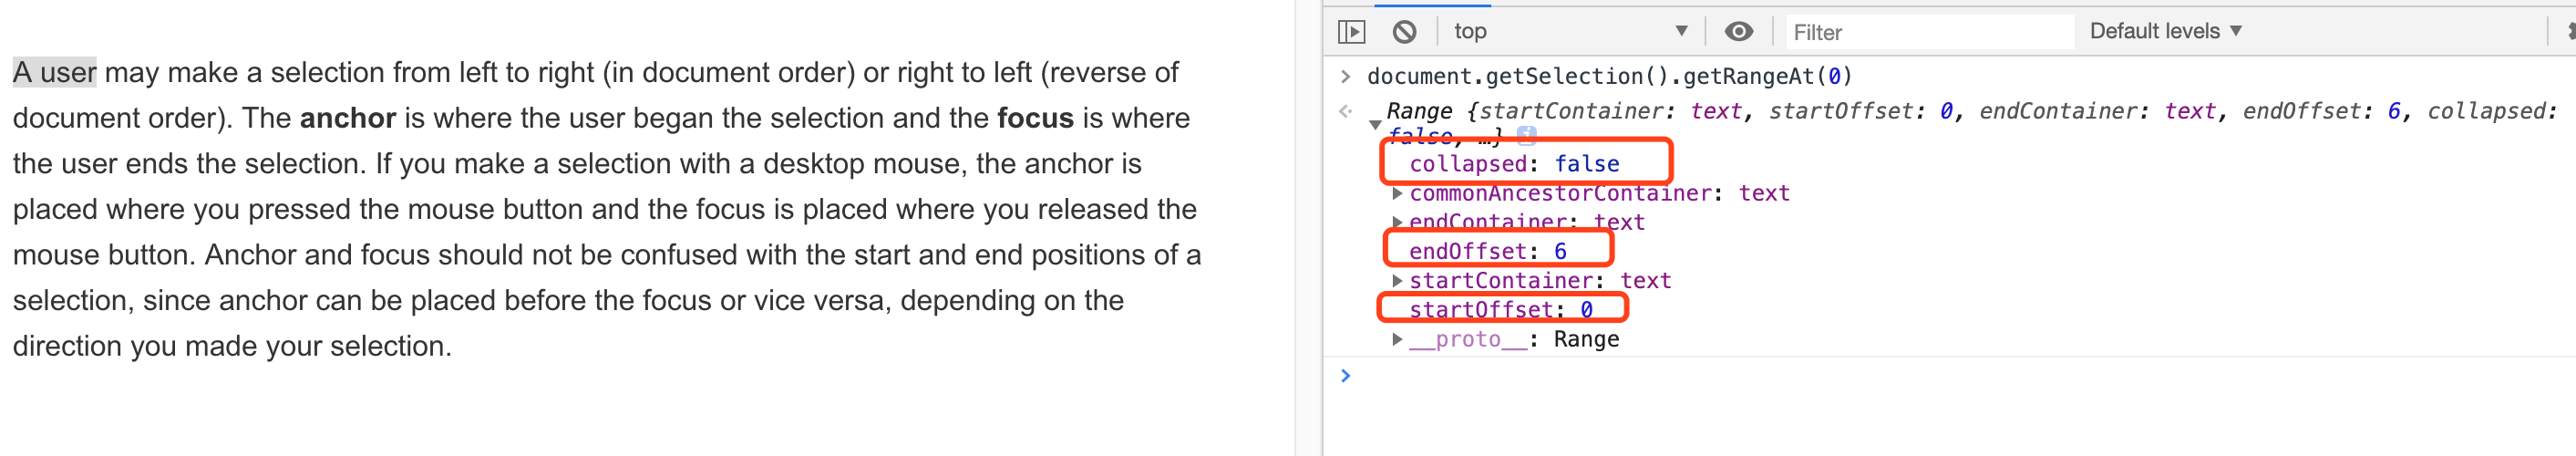 A user may make a selection from left to right (in document order) or right to left (reverse of
document order). The anchor is where the user began the selection and the focus is where
the user ends the selection. If you make a selection with a desktop mouse, the anchor is
placed where you pressed the mouse button and the focus is placed where you released the
mouse button. Anchor and focus should not be confused with the start and end positions of a
selection, since anchor can be placed before the focus or vice versa, depending on the
direction you made your selection.
top
Filter
Default levels
document.getSelection().getRangeAt(0)
Range {startContainer: text, startOffset: 0, endContainer: text, endOffset: 6, collapsed:
false, …}
collapsed: false
commonAncestorContainer: text
endContainer: text
endOffset: 6
startContainer: text
startOffset: 0
__proto__: Range